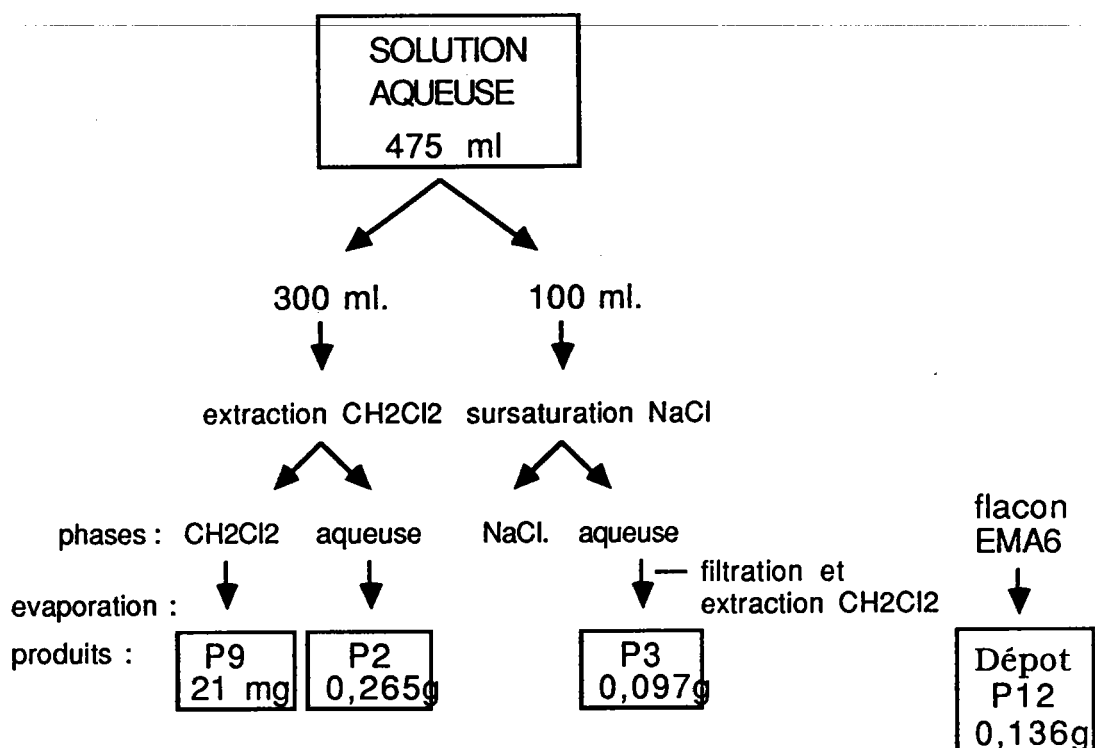 SOLUTION
AQUEUSE
475 ml
300 ml.
100 ml.
extraction CH2Cl2
sursaturation NaCl
phases :
CH2Cl2
aqueuse
NaCl.
aqueuse
flacon
EMA6
filtration et
extraction CH2Cl2
evaporation :
produits :
P9
21 mg
P2
0,265g
P3
0,097g
Dépot
P12
0,136g